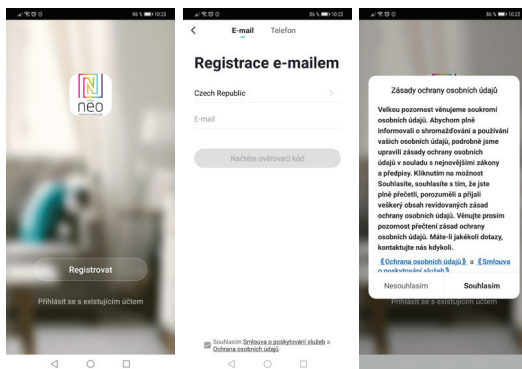 86 % 10:22
neo
Registrovat
Přihlásit se s existujícím účtem
86 % 10:22
E-mail Telefon
Registrace e-mailem
Czech Republic
E-mail
Načtěte ověřovací kód
Souhlasím Smlouva o poskytování služeb a
Ochrana osobních údajů
86 % 10:22
Zásady ochrany osobních údajů
Velkou pozornost věnujeme soukromí
osobních údajů. Abychom plně
informovali o shromažďování a používání
vašich osobních údajů, podrobně jsme
upravili zásady ochrany osobních
údajů v souladu s nejnovějšími zákony
a předpisy. Kliknutím na možnost
Souhlasíte, souhlasíte s tím, že jste
plně přečetli, porozuměli a přijali
veškerý obsah revidovaných zásad
ochrany osobních údajů. Věnujte prosím
pozornost přečtení zásad ochrany
osobních údajů. Máte-li jakékoli dotazy,
kontaktujte nás kdykoli.
《Ochrana osobních údajů》 a 《Smlouva
o poskytování služeb》
Nesouhlasím Souhlasím
Přihlásit se s existujícím účtem